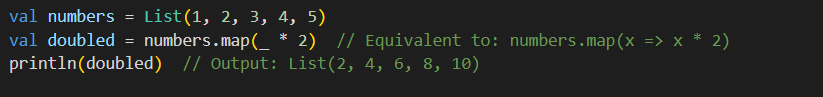 val numbers = List(1, 2, 3, 4, 5)
val doubled = numbers.map(_ * 2)  // Equivalent to: numbers.map(x => x * 2)
println(doubled)  // Output: List(2, 4, 6, 8, 10)